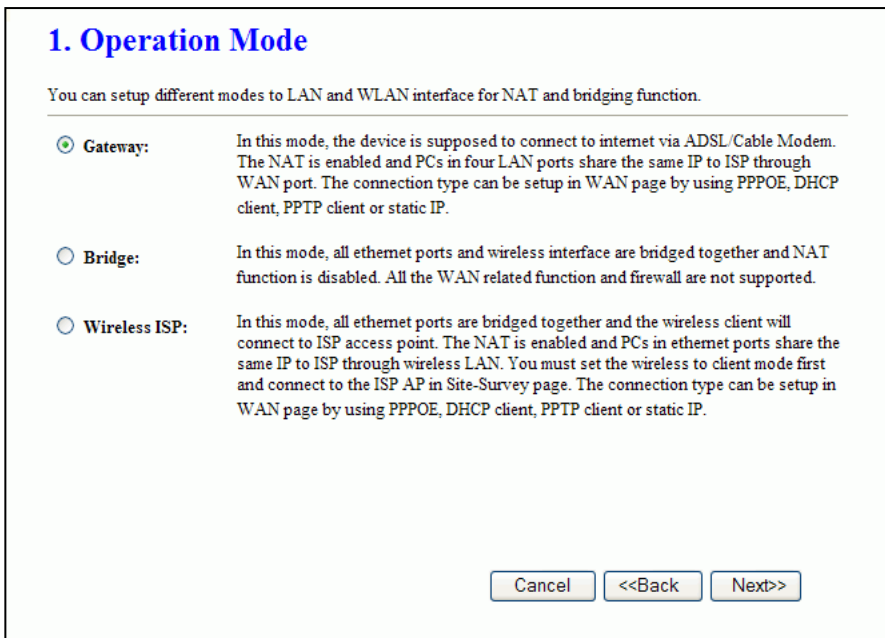 1. Operation Mode
You can setup different modes to LAN and WLAN interface for NAT and bridging function.
Gateway:
In this mode, the device is supposed to connect to internet via ADSL/Cable Modem.
The NAT is enabled and PCs in four LAN ports share the same IP to ISP through
WAN port. The connection type can be setup in WAN page by using PPPOE, DHCP
client, PPTP client or static IP.
Bridge:
In this mode, all ethernet ports and wireless interface are bridged together and NAT
function is disabled. All the WAN related function and firewall are not supported.
Wireless ISP:
In this mode, all ethernet ports are bridged together and the wireless client will
connect to ISP access point. The NAT is enabled and PCs in ethernet ports share the
same IP to ISP through wireless LAN. You must set the wireless to client mode first
and connect to the ISP AP in Site-Survey page. The connection type can be setup in
WAN page by using PPPOE, DHCP client, PPTP client or static IP.
Cancel <<Back Next>>